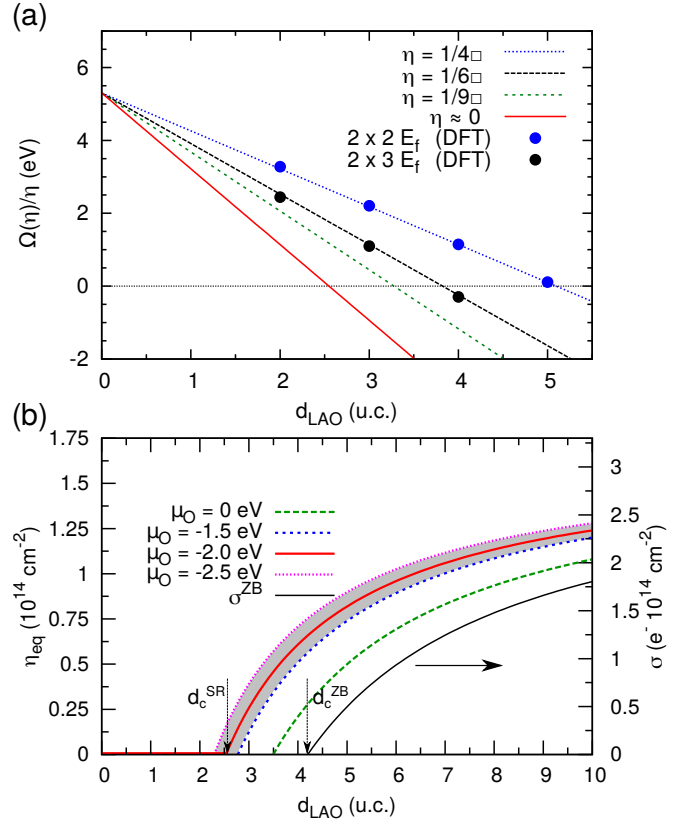 (a)
6
4
2
0
-2
Ω(η)/η (eV)
η = 1/4□
η = 1/6□
η = 1/9□
η ≈ 0
2 x 2 E_f (DFT)
2 x 3 E_f (DFT)
0 1 2 3 4 5
d_LAO (u.c.)
(b)
1.75
1.5
1.25
1
0.75
0.5
0.25
0
η_eq (10^14 cm^-2)
μ_O = 0 eV
μ_O = -1.5 eV
μ_O = -2.0 eV
μ_O = -2.5 eV
σ^ZB
d_c^SR
d_c^ZB
3
2.5
2
1.5
1
0.5
0
σ (e^- 10^14 cm^-2)
0 1 2 3 4 5 6 7 8 9 10
d_LAO (u.c.)